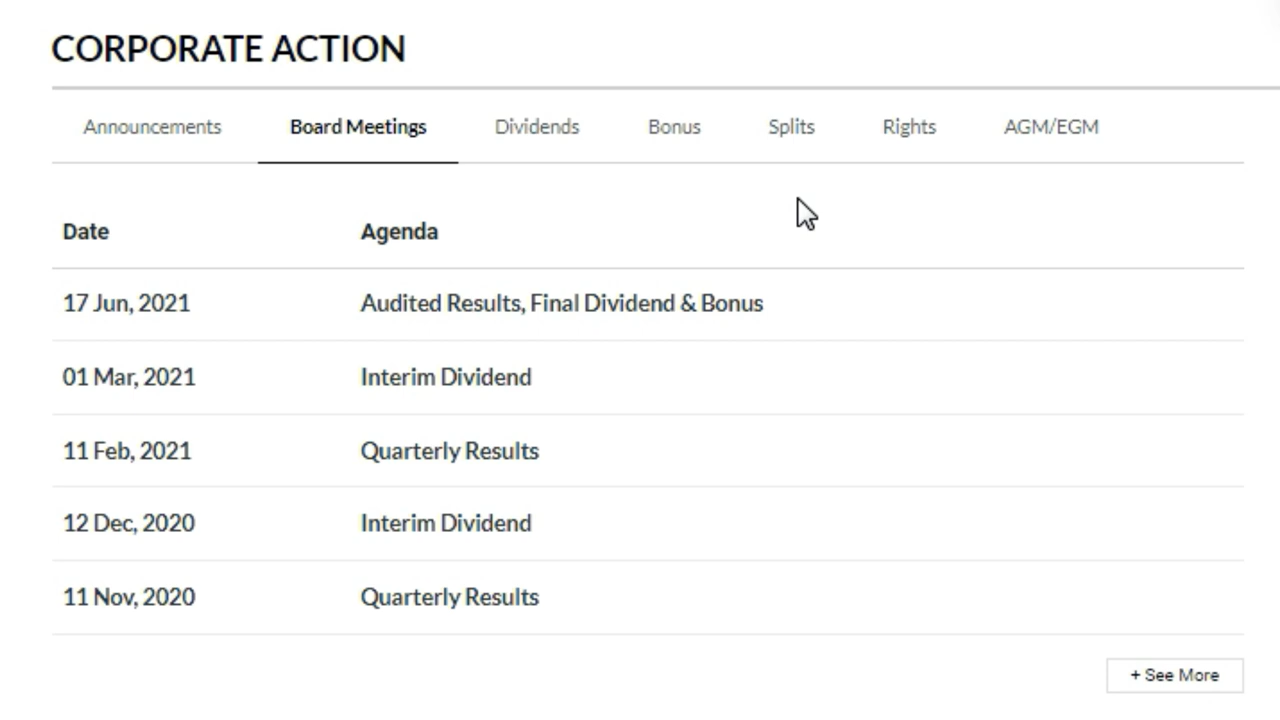 CORPORATE ACTION
Announcements Board Meetings Dividends Bonus Splits Rights AGM/EGM
Date Agenda
17 Jun, 2021 Audited Results, Final Dividend & Bonus
01 Mar, 2021 Interim Dividend
11 Feb, 2021 Quarterly Results
12 Dec, 2020 Interim Dividend
11 Nov, 2020 Quarterly Results
+ See More